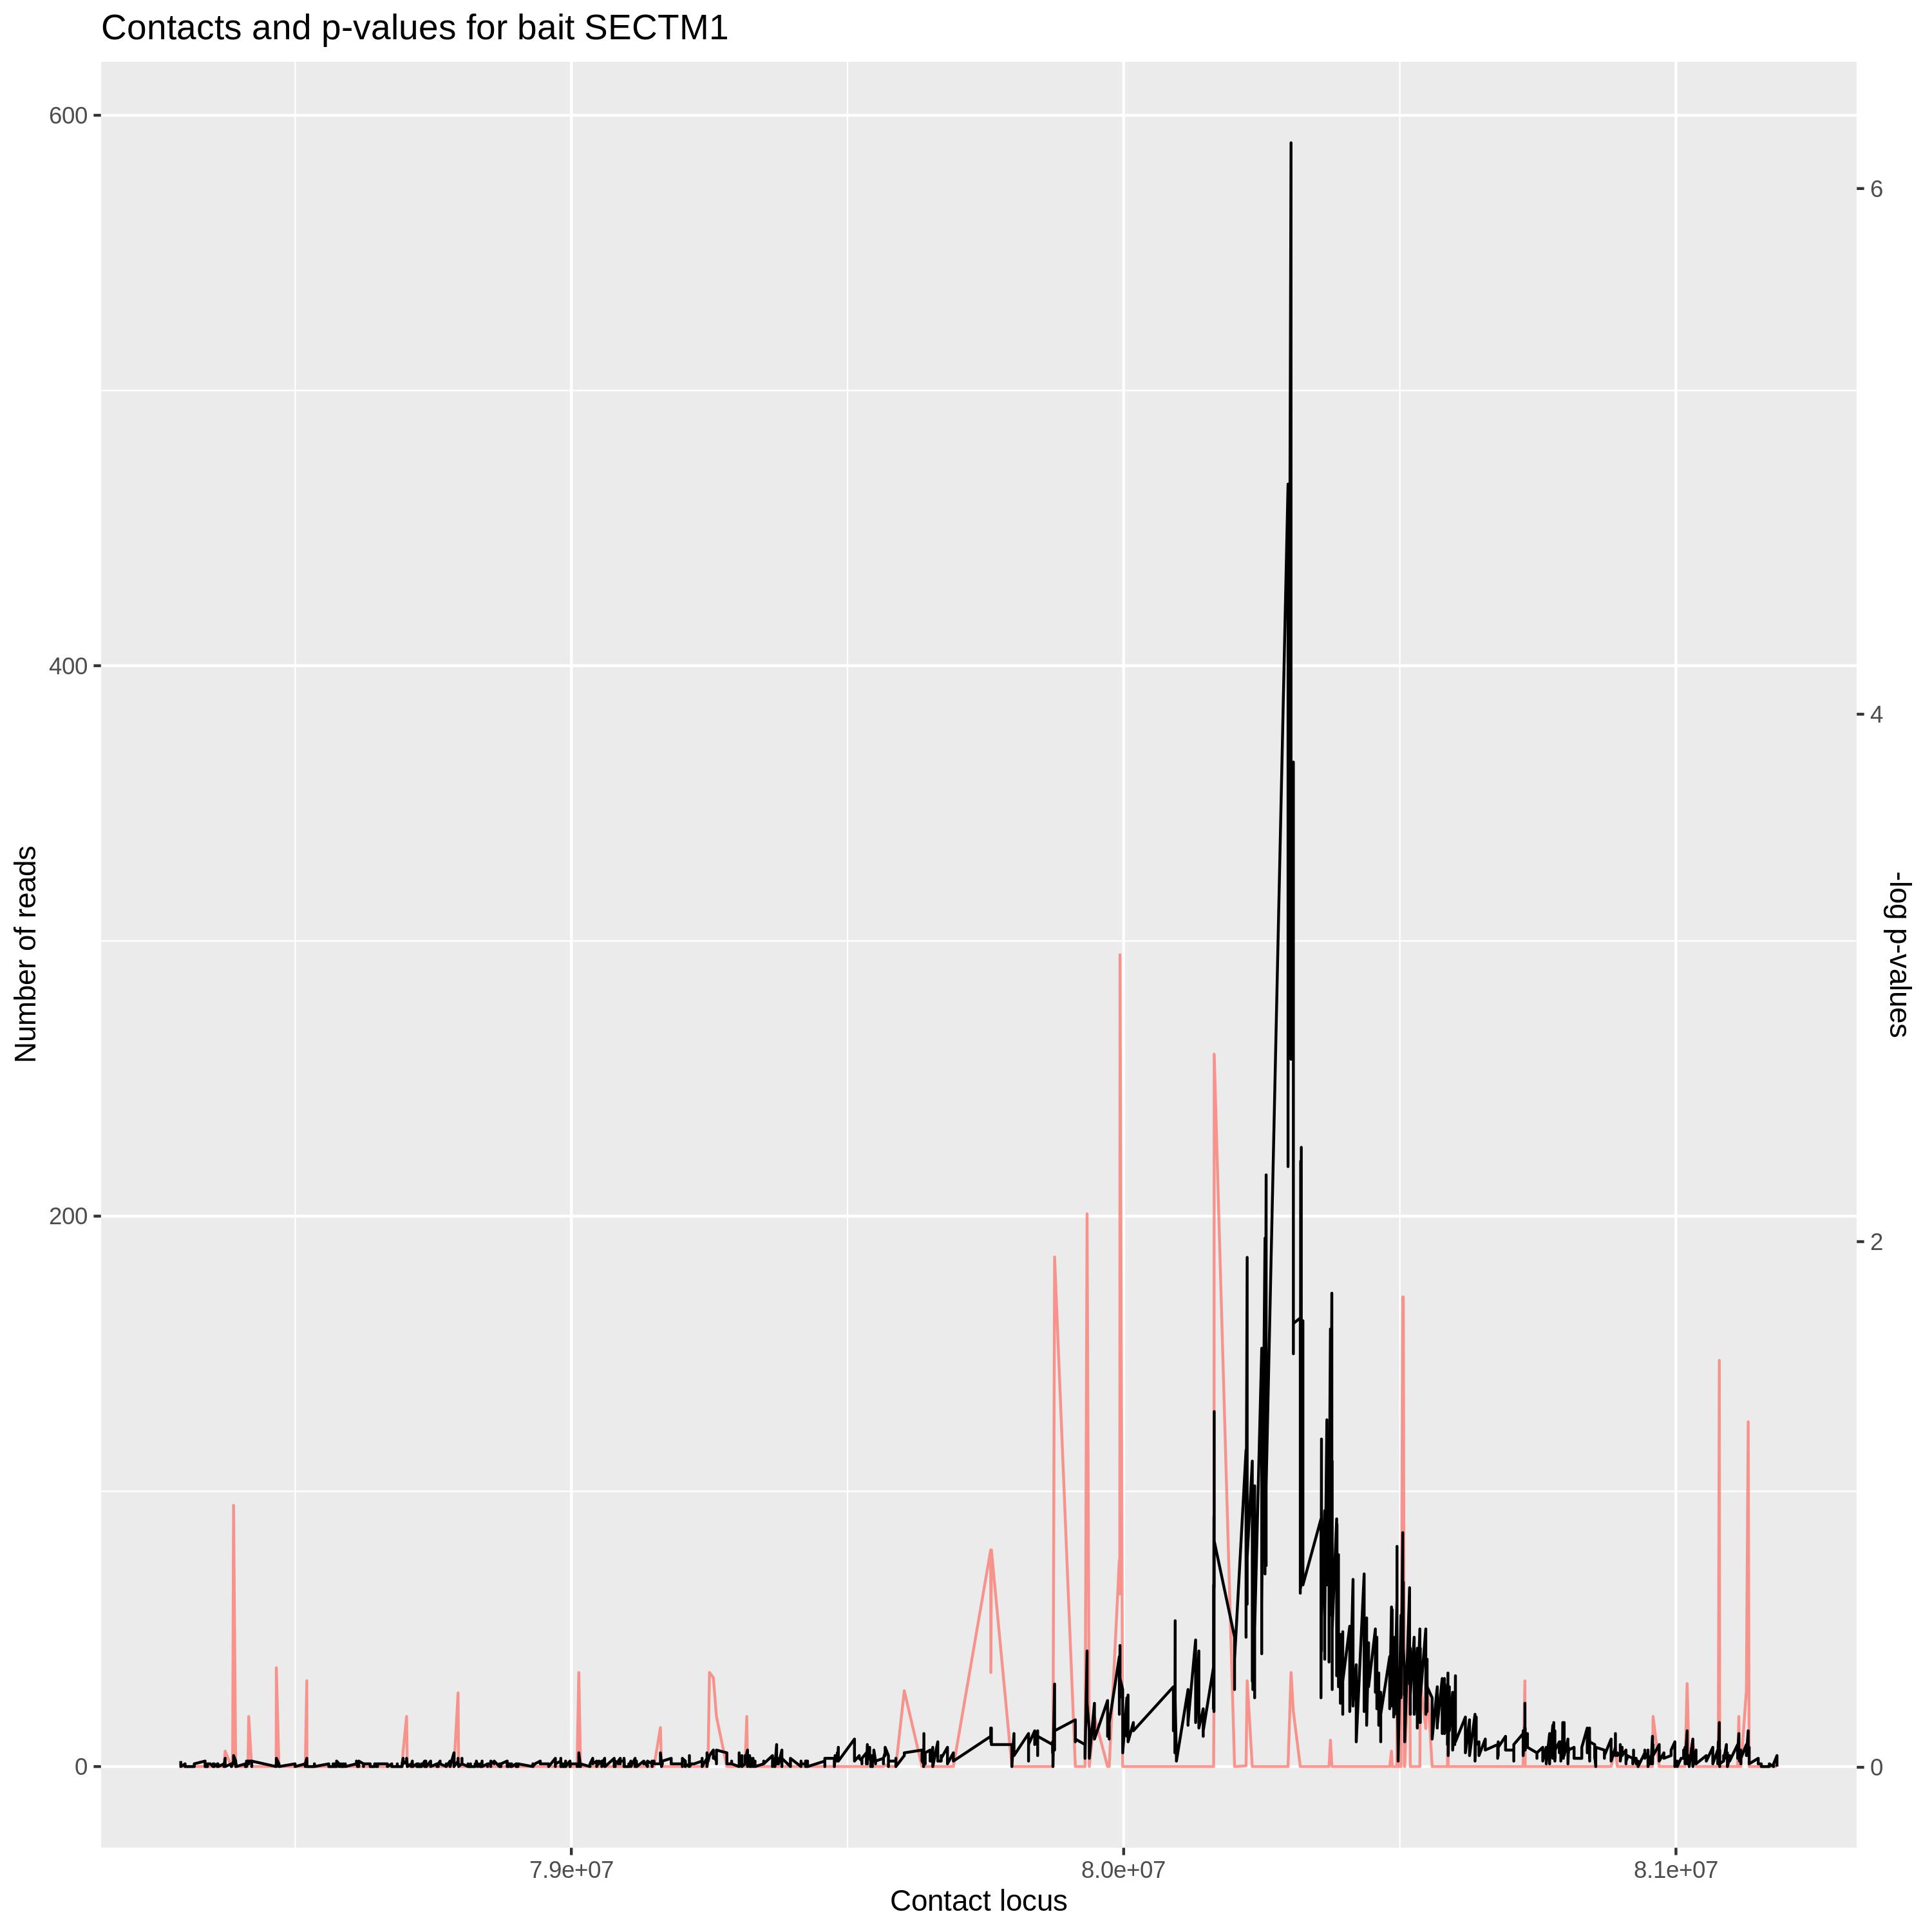 Contacts and p-values for bait SECTM1
600
400
200
0
Number of reads
6
4
2
0
-log p-values
7.9e+07
8.0e+07
8.1e+07
Contact locus